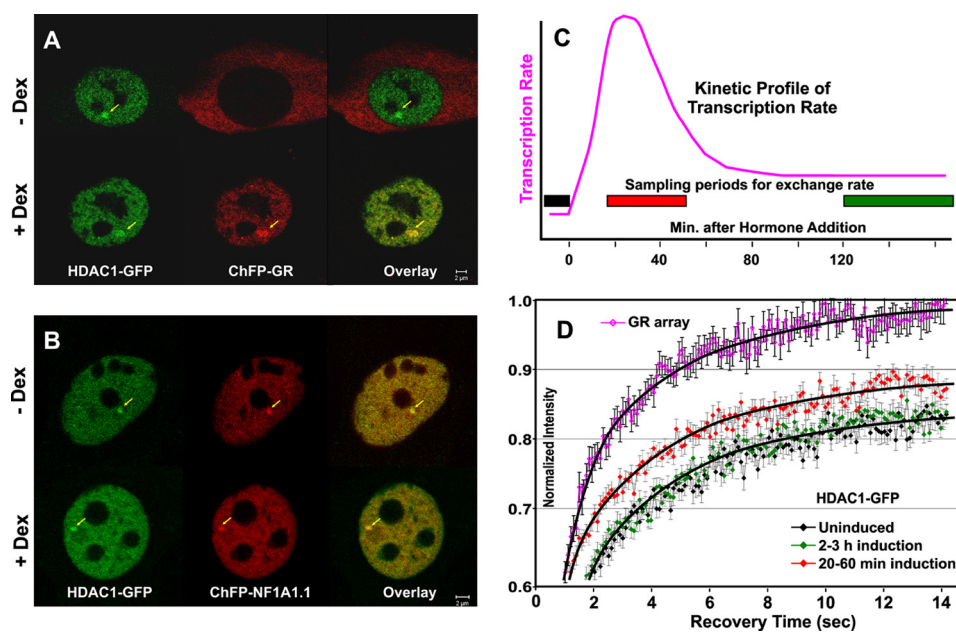 A
- Dex
+ Dex
HDAC1-GFP
ChFP-GR
Overlay
2 µm
B
- Dex
+ Dex
HDAC1-GFP
ChFP-NF1A1.1
Overlay
2 µm
C
Transcription Rate
Kinetic Profile of
Transcription Rate
Sampling periods for exchange rate
Min. after Hormone Addition
0 40 80 120
D
GR array
Normalized Intensity
1.0
0.9
0.8
0.7
0.6
HDAC1-GFP
Uninduced
2-3 h induction
20-60 min induction
0 2 4 6 8 10 12 14
Recovery Time (sec)